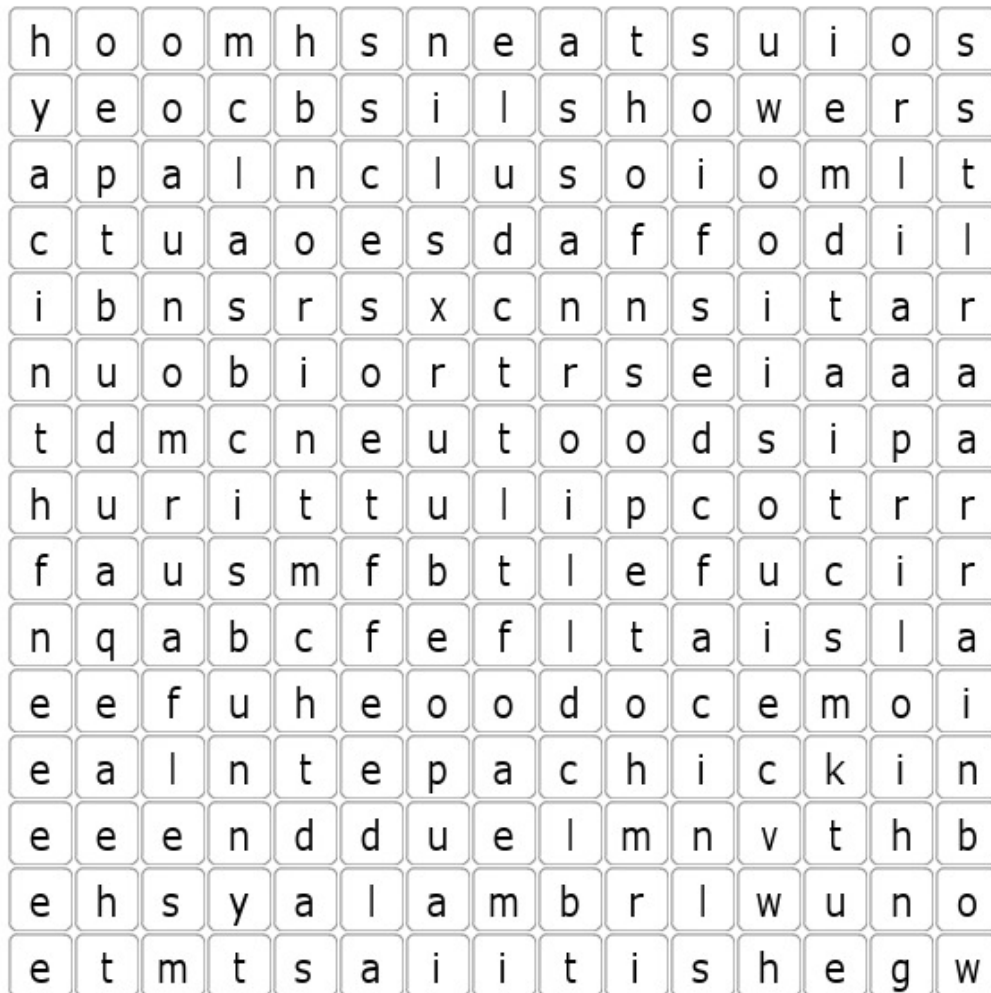 h o o m h s n e a t s u i o s
y e o c b s i l s h o w e r s
a p a l n c l u s o i o m l t
c t u a o e s d a f f o d i l
i b n s r s x c n n s i t a r
n u o b i o r t r s e i a a a
t d m c n e u t o o d s i p a
h u r i t t u l i p c o t r r
f a u s m f b t l e f u c i r
n q a b c f e f l t a i s l a
e e f u h e o o d o c e m o i
e a l n t e p a c h i c k i n
e e e n d d u e l m n v t h b
e h s y a l a m b r l w u n o
e t m t s a i i t i s h e g w